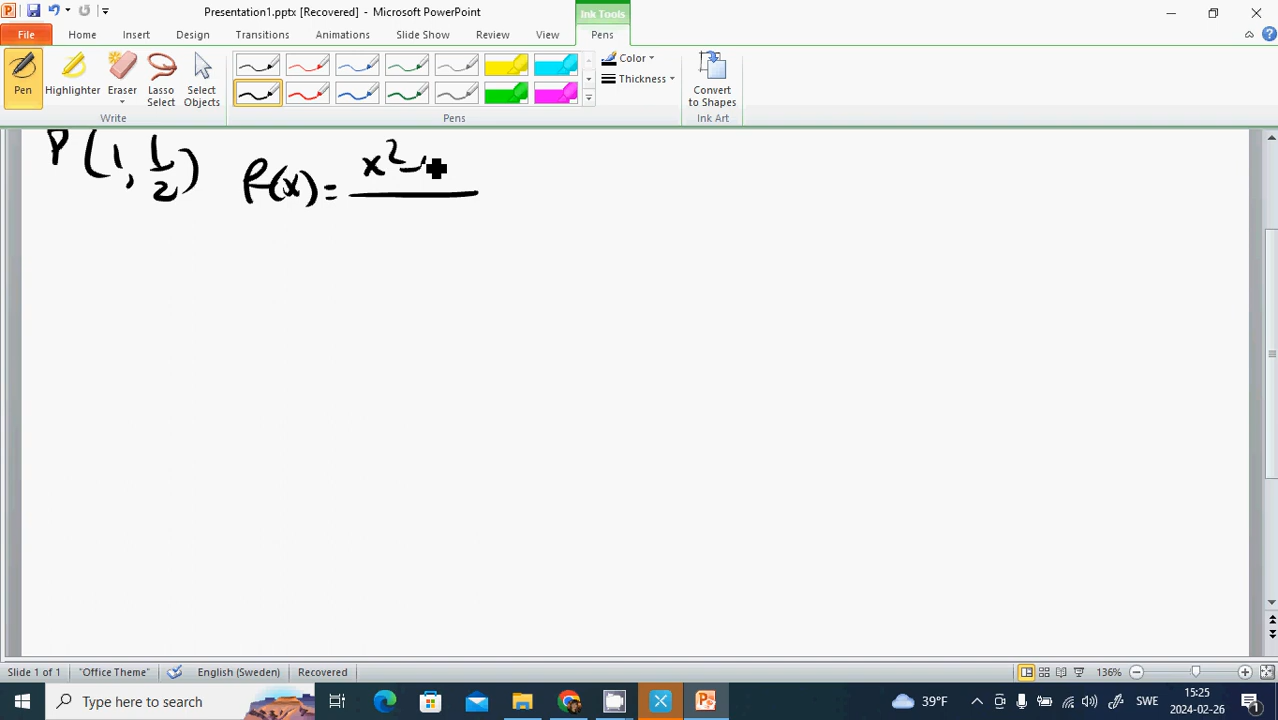 Presentation1.pptx [Recovered] - Microsoft PowerPoint
Ink Tools
File Home Insert Design Transitions Animations Slide Show Review View Pens
Pen Highlighter Eraser Lasso Select Select Objects
Color
Thickness
Convert to Shapes
Write Pens Ink Art
P(1, 1/2) f(x) = x² -
Slide 1 of 1 "Office Theme" English (Sweden) Recovered 136%
Type here to search 39°F SWE 15:25
2024-02-26 1